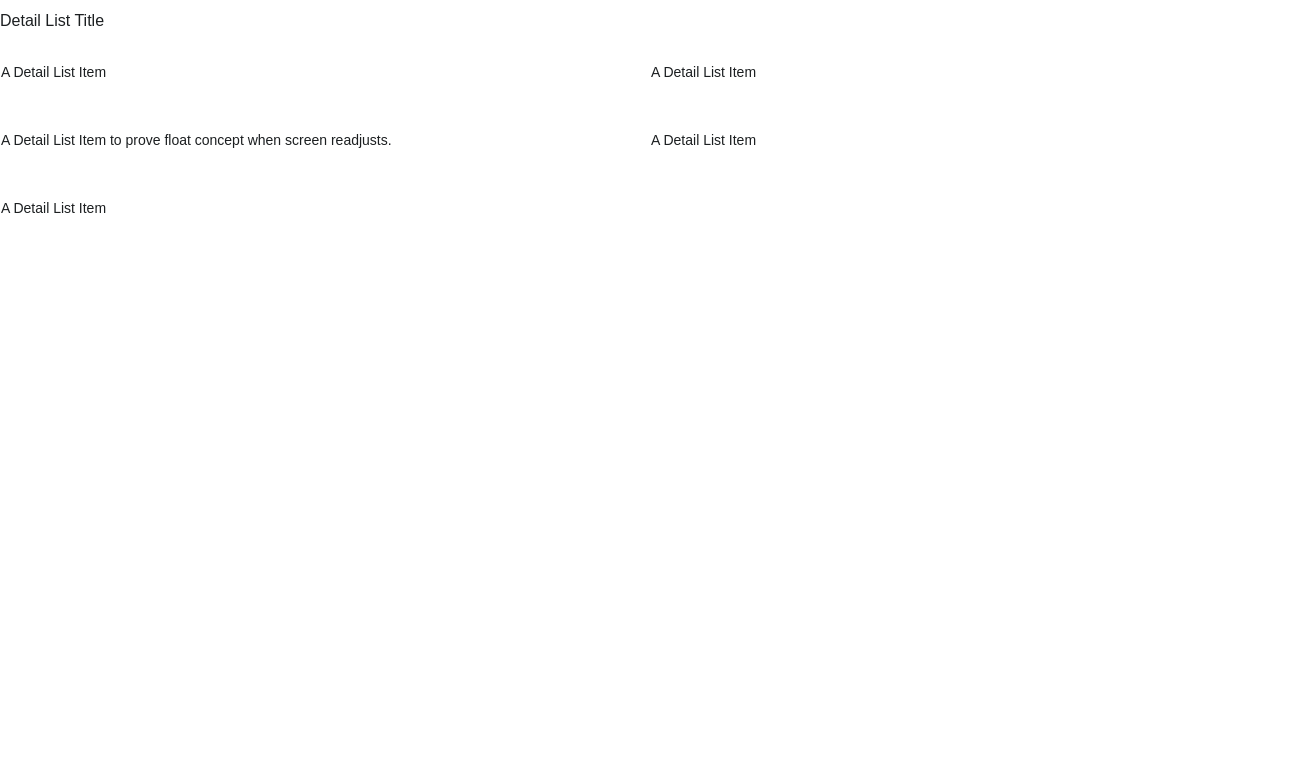 Detail List Title
A Detail List Item
A Detail List Item
A Detail List Item to prove float concept when screen readjusts.
A Detail List Item
A Detail List Item